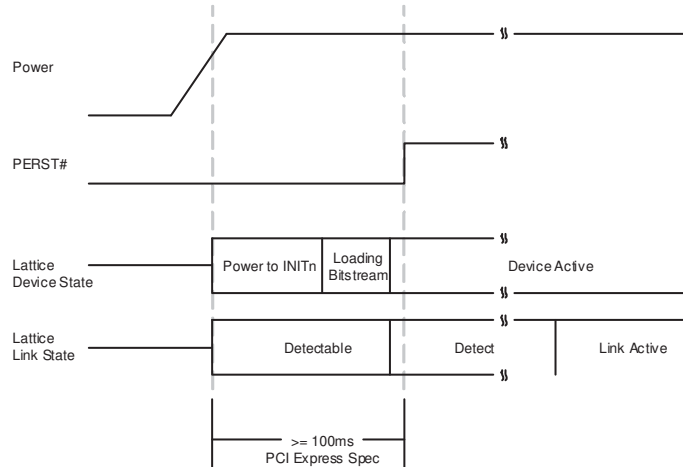 Power
PERST#
Lattice
Device State
Power to INITn
Loading
Bitstream
Device Active
Lattice
Link State
Detectable
Detect
Link Active
>= 100ms
PCI Express Spec